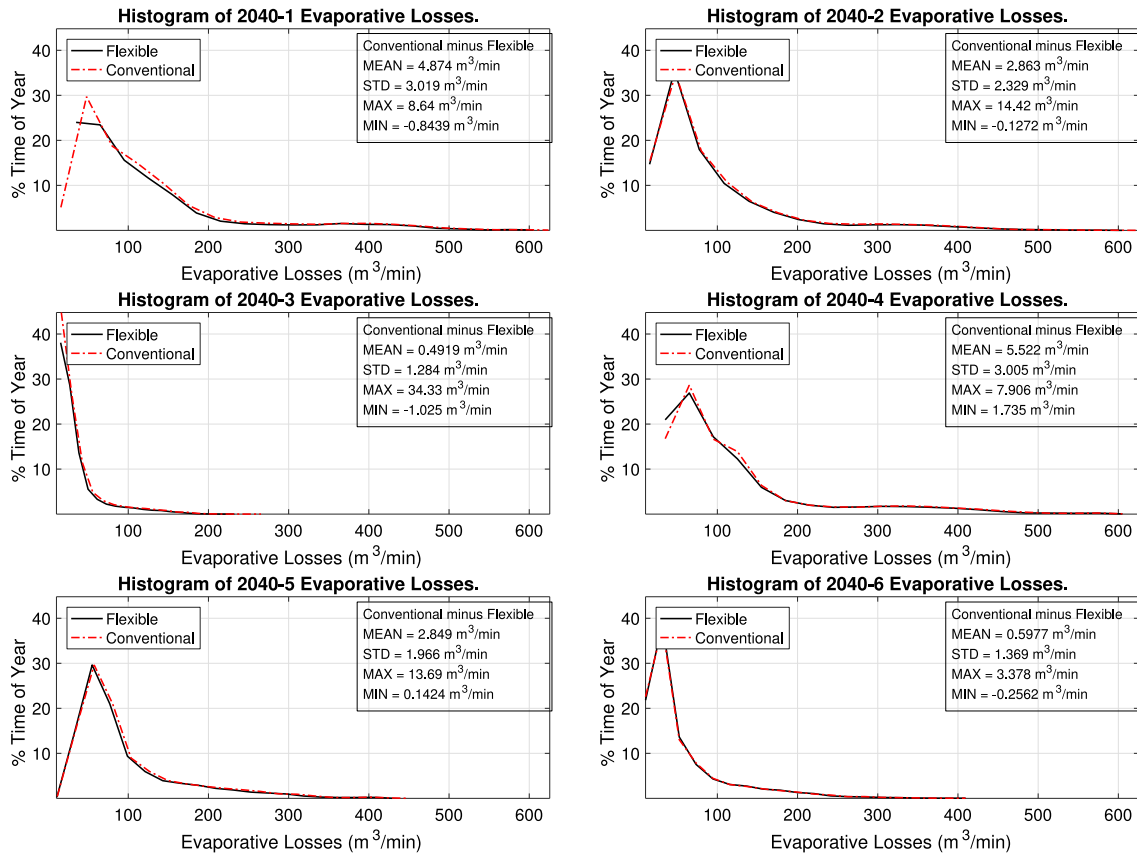 Histogram of 2040-1 Evaporative Losses.
40
30
20
10
% Time of Year
Flexible
Conventional
Conventional minus Flexible
MEAN = 4.874 m³/min
STD = 3.019 m³/min
MAX = 8.64 m³/min
MIN = -0.8439 m³/min
100 200 300 400 500 600
Evaporative Losses (m³/min)
Histogram of 2040-2 Evaporative Losses.
40
30
20
10
% Time of Year
Flexible
Conventional
Conventional minus Flexible
MEAN = 2.863 m³/min
STD = 2.329 m³/min
MAX = 14.42 m³/min
MIN = -0.1272 m³/min
100 200 300 400 500 600
Evaporative Losses (m³/min)
Histogram of 2040-3 Evaporative Losses.
40
30
20
10
% Time of Year
Flexible
Conventional
Conventional minus Flexible
MEAN = 0.4919 m³/min
STD = 1.284 m³/min
MAX = 34.33 m³/min
MIN = -1.025 m³/min
100 200 300 400 500 600
Evaporative Losses (m³/min)
Histogram of 2040-4 Evaporative Losses.
40
30
20
10
% Time of Year
Flexible
Conventional
Conventional minus Flexible
MEAN = 5.522 m³/min
STD = 3.005 m³/min
MAX = 7.906 m³/min
MIN = 1.735 m³/min
100 200 300 400 500 600
Evaporative Losses (m³/min)
Histogram of 2040-5 Evaporative Losses.
40
30
20
10
% Time of Year
Flexible
Conventional
Conventional minus Flexible
MEAN = 2.849 m³/min
STD = 1.966 m³/min
MAX = 13.69 m³/min
MIN = 0.1424 m³/min
100 200 300 400 500 600
Evaporative Losses (m³/min)
Histogram of 2040-6 Evaporative Losses.
40
30
20
10
% Time of Year
Flexible
Conventional
Conventional minus Flexible
MEAN = 0.5977 m³/min
STD = 1.369 m³/min
MAX = 3.378 m³/min
MIN = -0.2562 m³/min
100 200 300 400 500 600
Evaporative Losses (m³/min)